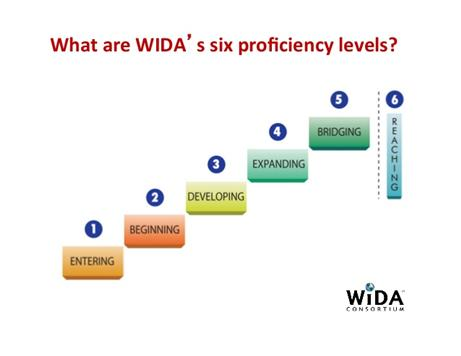 What are WIDA’s six proficiency levels?
1
ENTERING
2
BEGINNING
3
DEVELOPING
4
EXPANDING
5
BRIDGING
6
REACHING
WIDA™
CONSORTIUM